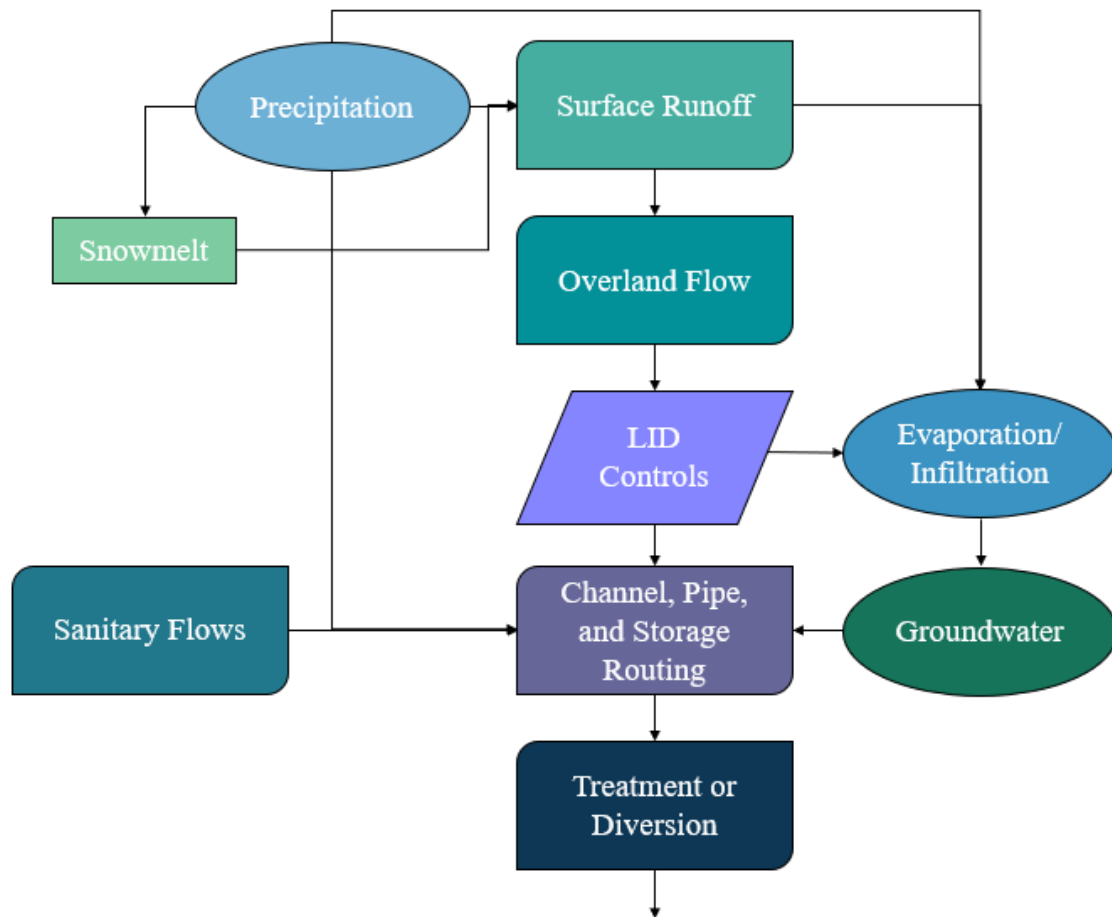 Precipitation
Surface Runoff
Snowmelt
Overland Flow
LID
Controls
Evaporation/
Infiltration
Sanitary Flows
Channel, Pipe,
and Storage
Routing
Groundwater
Treatment or
Diversion